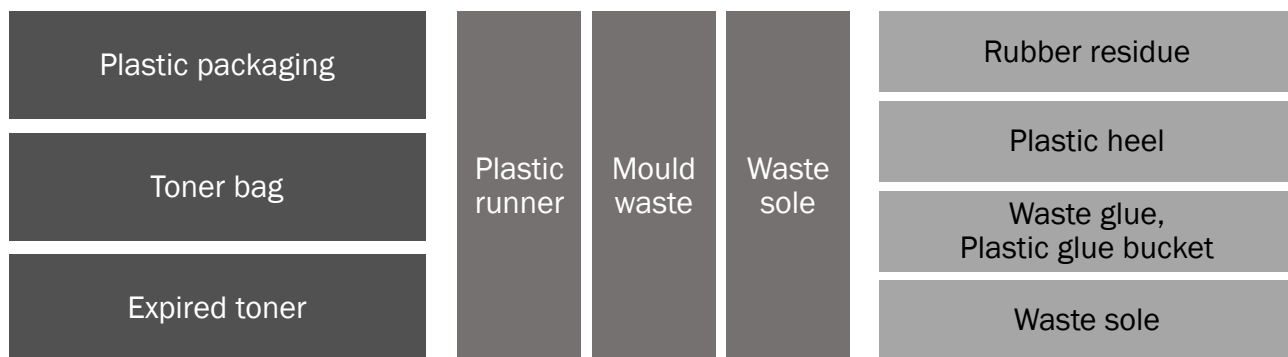 Plastic packaging
Toner bag
Expired toner
Plastic
runner
Mould
waste
Waste
sole
Rubber residue
Plastic heel
Waste glue,
Plastic glue bucket
Waste sole